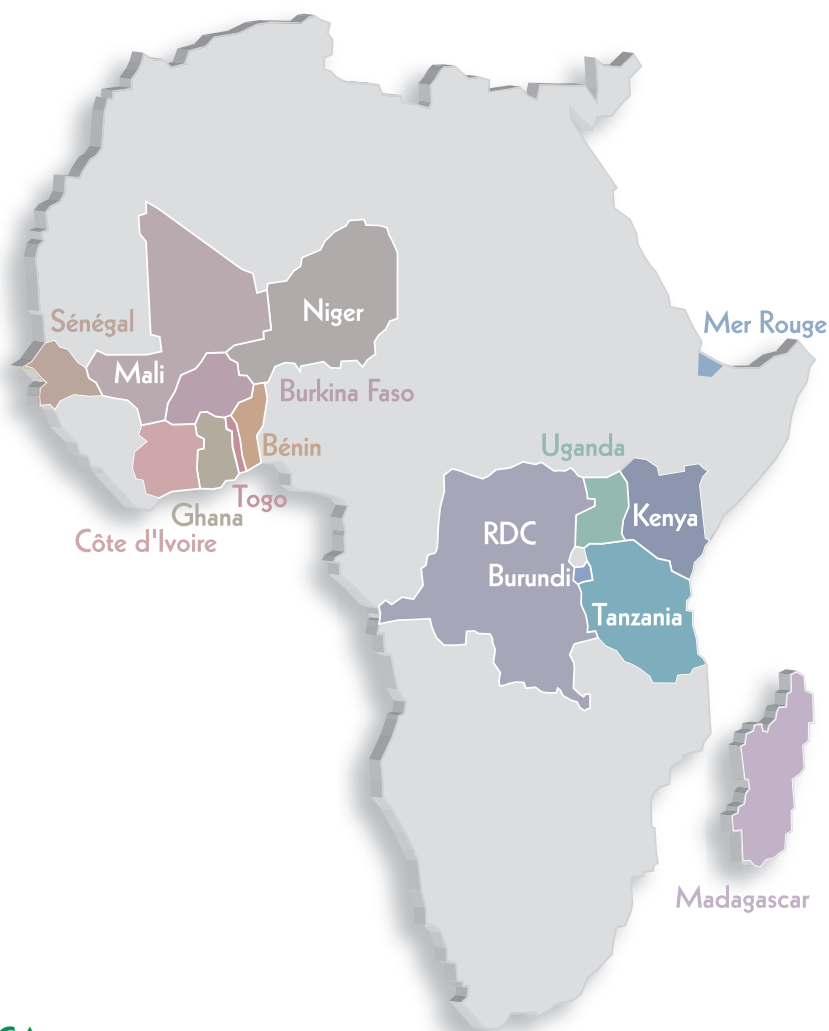 Niger
Sénégal
Mer Rouge
Mali
Burkina Faso
Bénin
Uganda
Togo
Ghana
Kenya
RDC
Côte d'Ivoire
Burundi
Tanzania
Madagascar